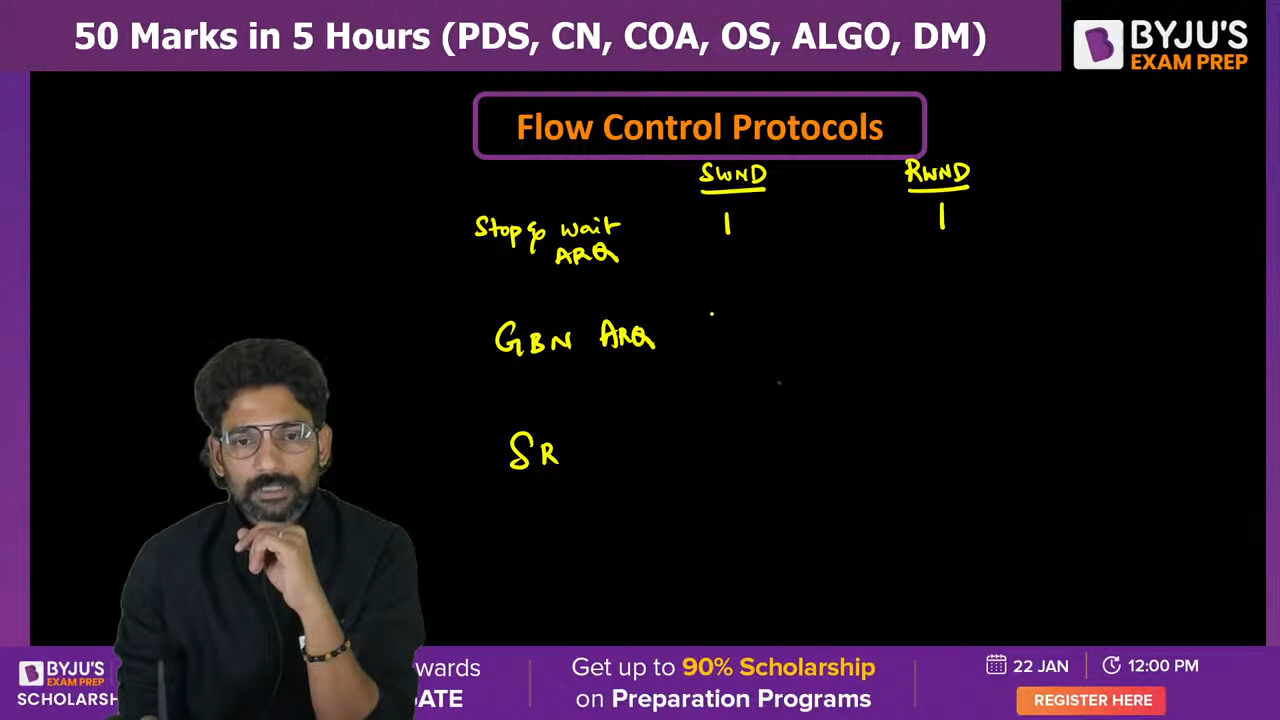 50 Marks in 5 Hours (PDS, CN, COA, OS, ALGO, DM)
BYJU'S
EXAM PREP
Flow Control Protocols
SWND RWND
Stop & wait 1 1
ARQ
GBN ARQ
SR
BYJU'S
EXAM PREP
SCHOLARSH
wards
GATE
Get up to 90% Scholarship
on Preparation Programs
22 JAN 12:00 PM
REGISTER HERE